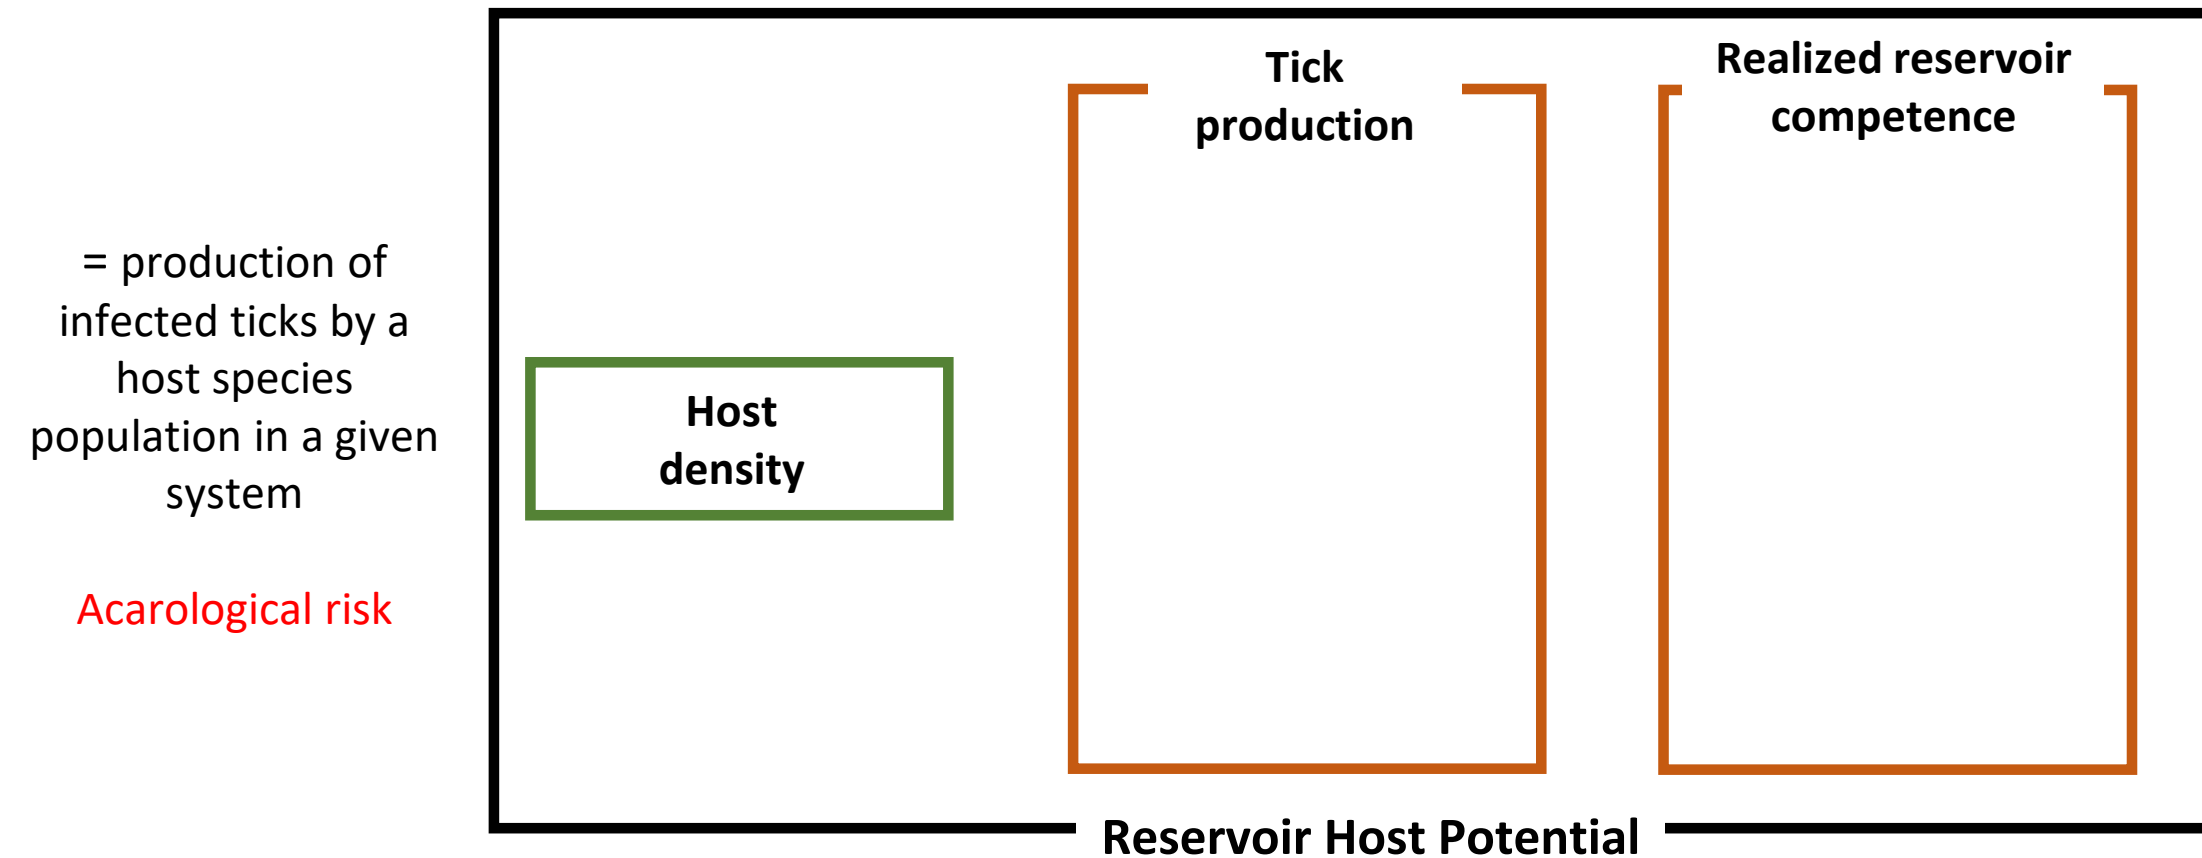 = production of
infected ticks by a
host species
population in a given
system
Acarological risk
Host
density
Tick
production
Realized reservoir
competence
Reservoir Host Potential